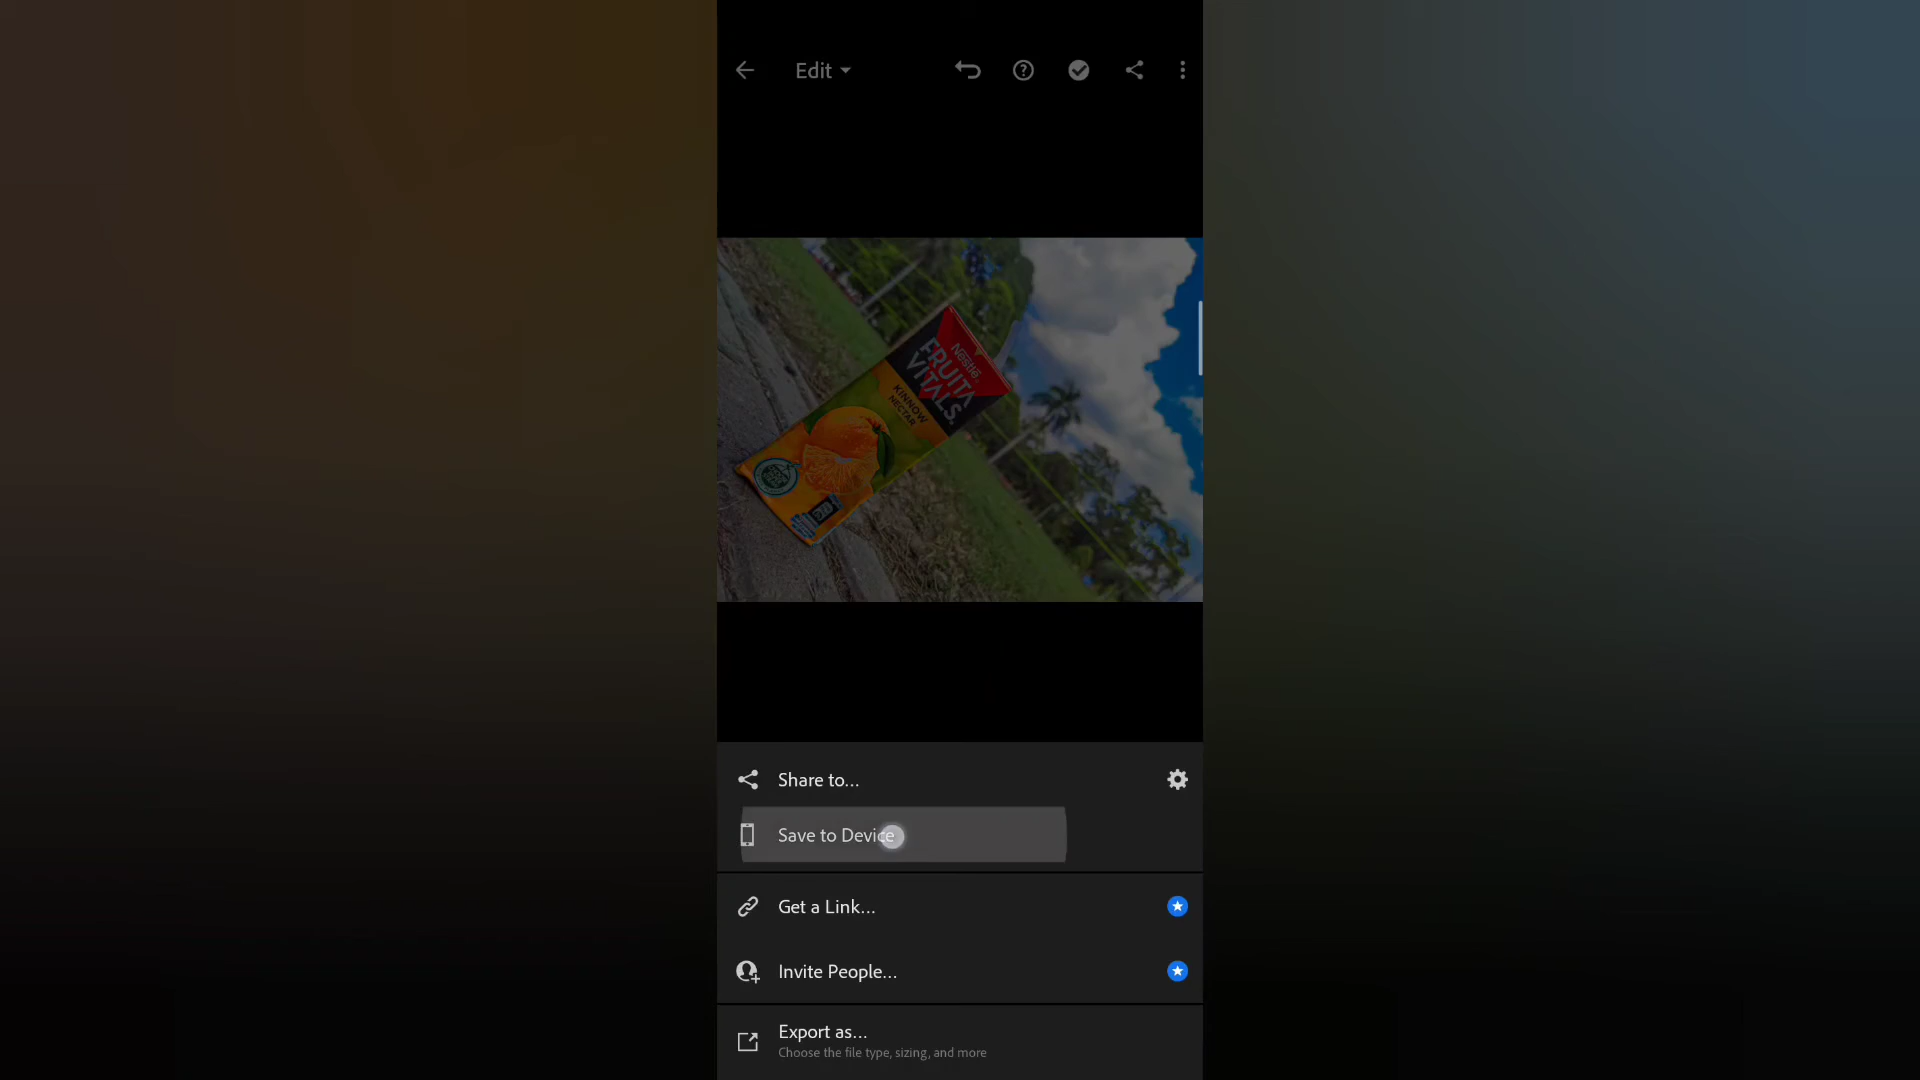 Edit
Nestlé
FRUITA
VITALS
KINNOW
NECTAR
Share to...
Save to Device
Get a Link...
Invite People...
Export as...
Choose the file type, sizing, and more